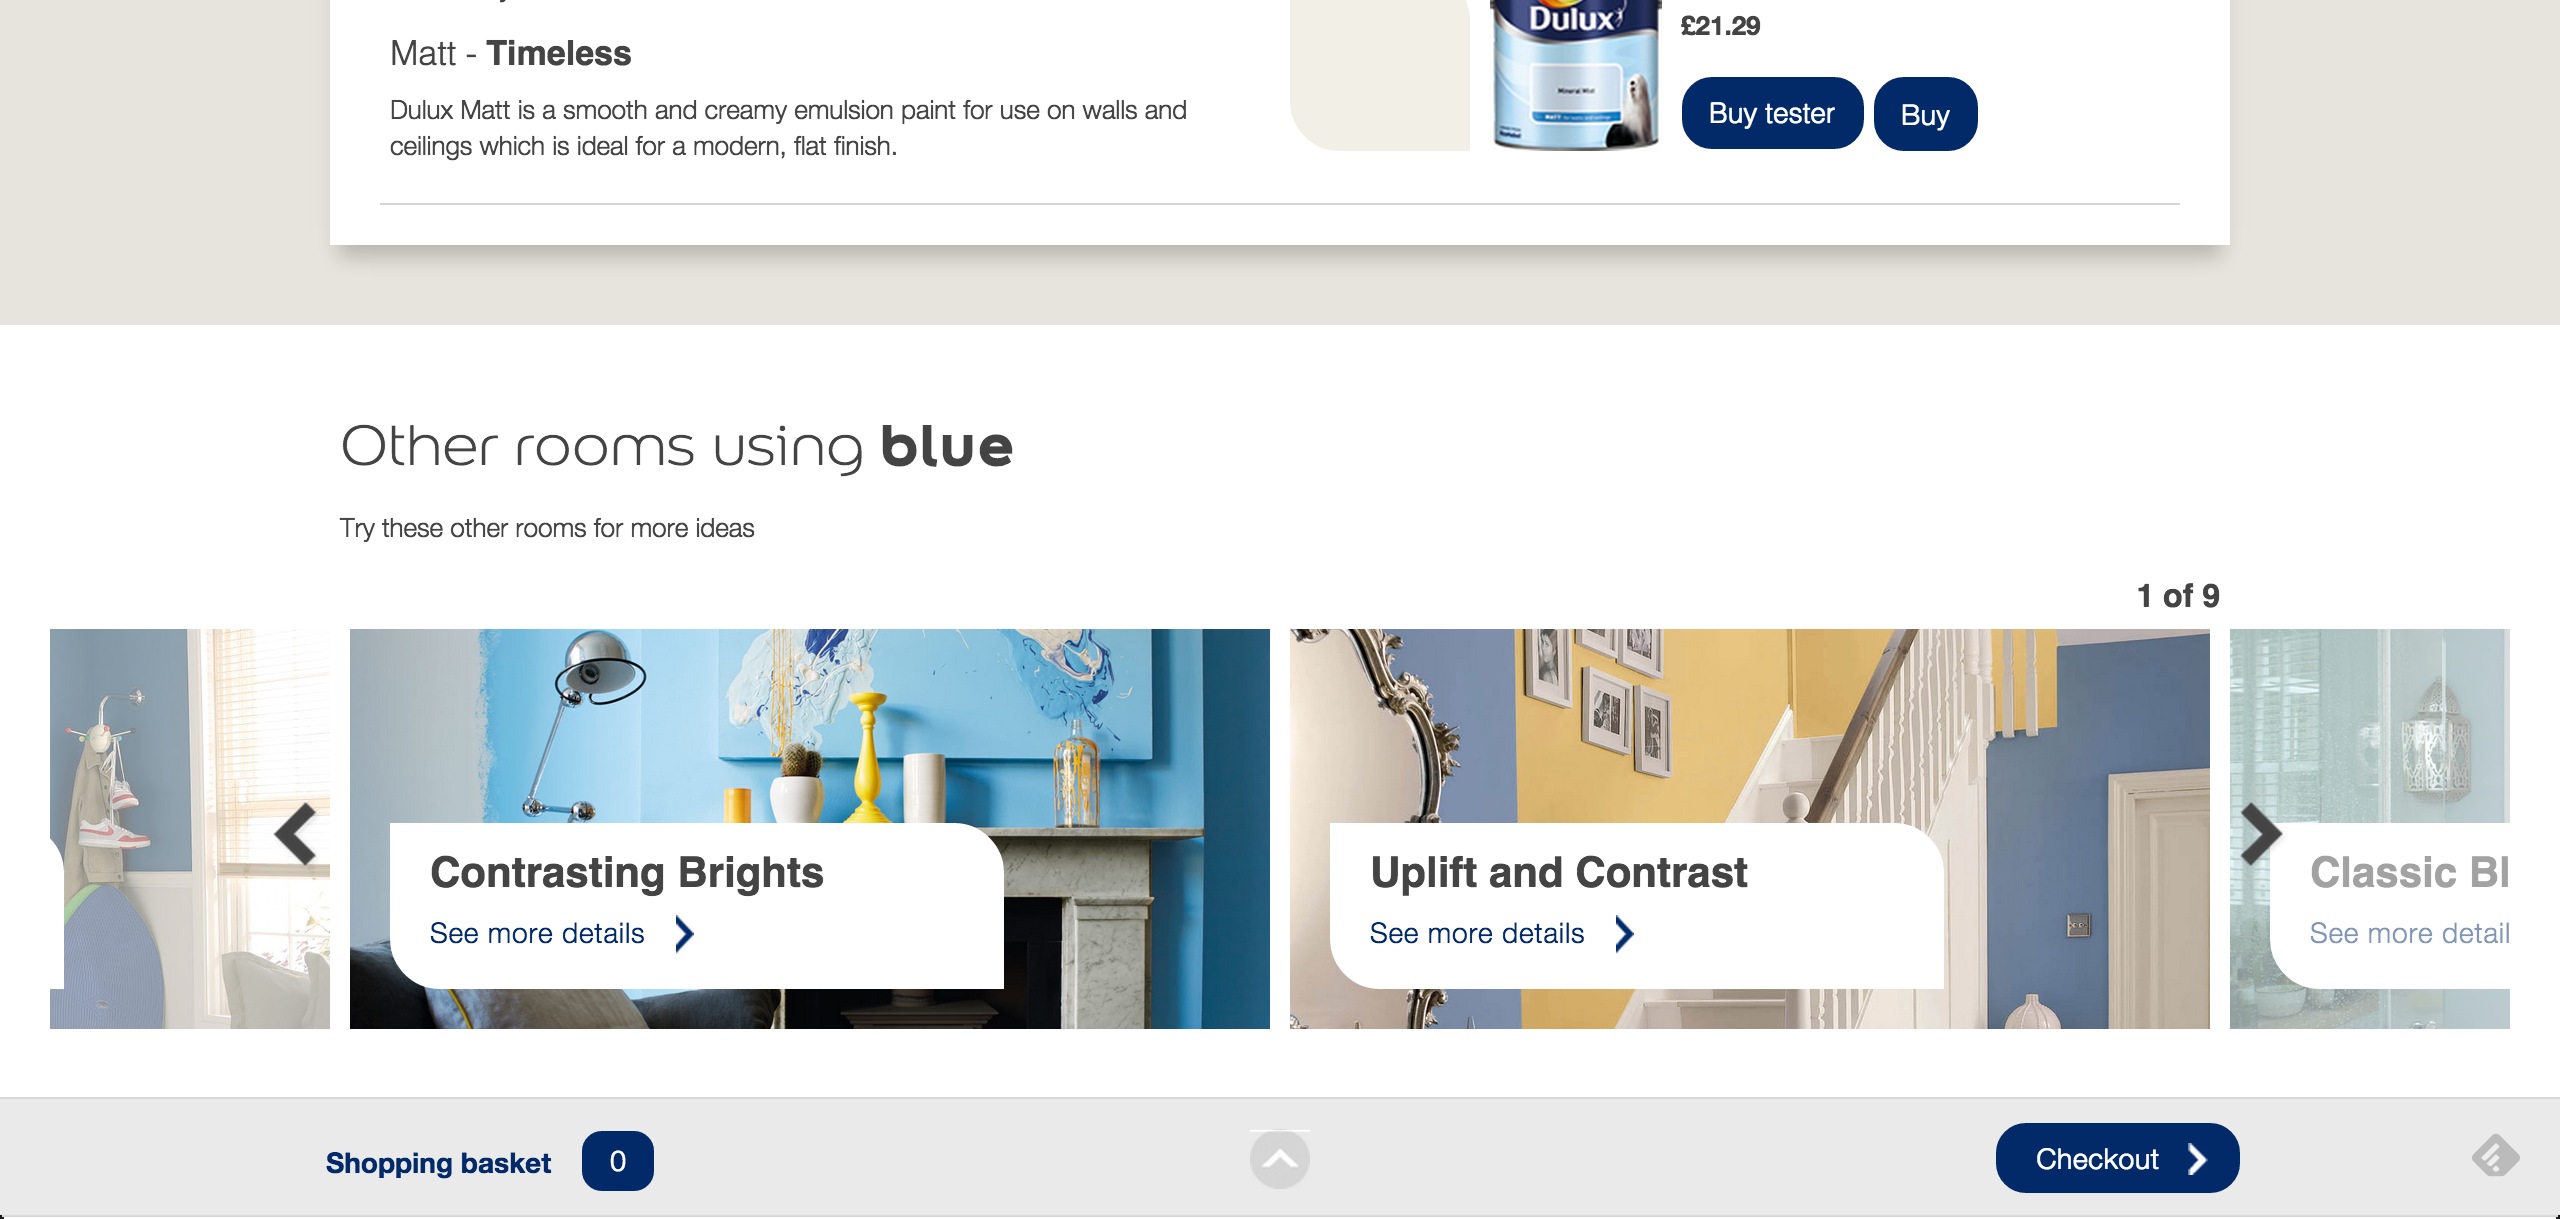 Matt - Timeless
Dulux Matt is a smooth and creamy emulsion paint for use on walls and
ceilings which is ideal for a modern, flat finish.
Dulux
Mineral Mist
MATT
£21.29
Buy tester
Buy
Other rooms using blue
Try these other rooms for more ideas
1 of 9
Contrasting Brights
See more details
Uplift and Contrast
See more details
Classic Bl
See more detail
Shopping basket
0
Checkout